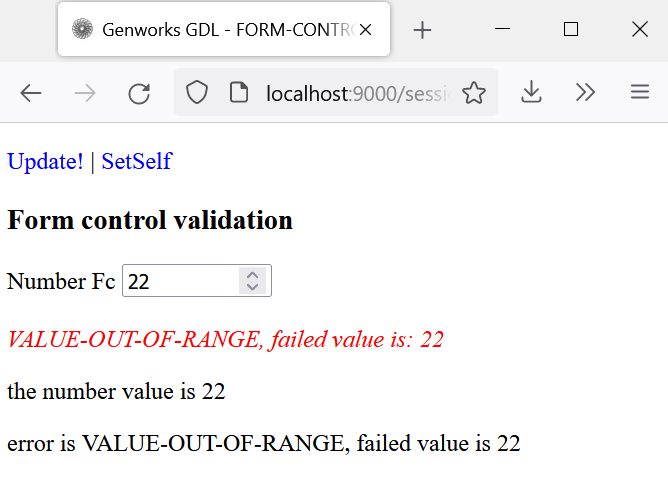 Genworks GDL - FORM-CONTR
localhost:9000/sessi
Update! | SetSelf
Form control validation
Number Fc 22
VALUE-OUT-OF-RANGE, failed value is: 22
the number value is 22
error is VALUE-OUT-OF-RANGE, failed value is 22